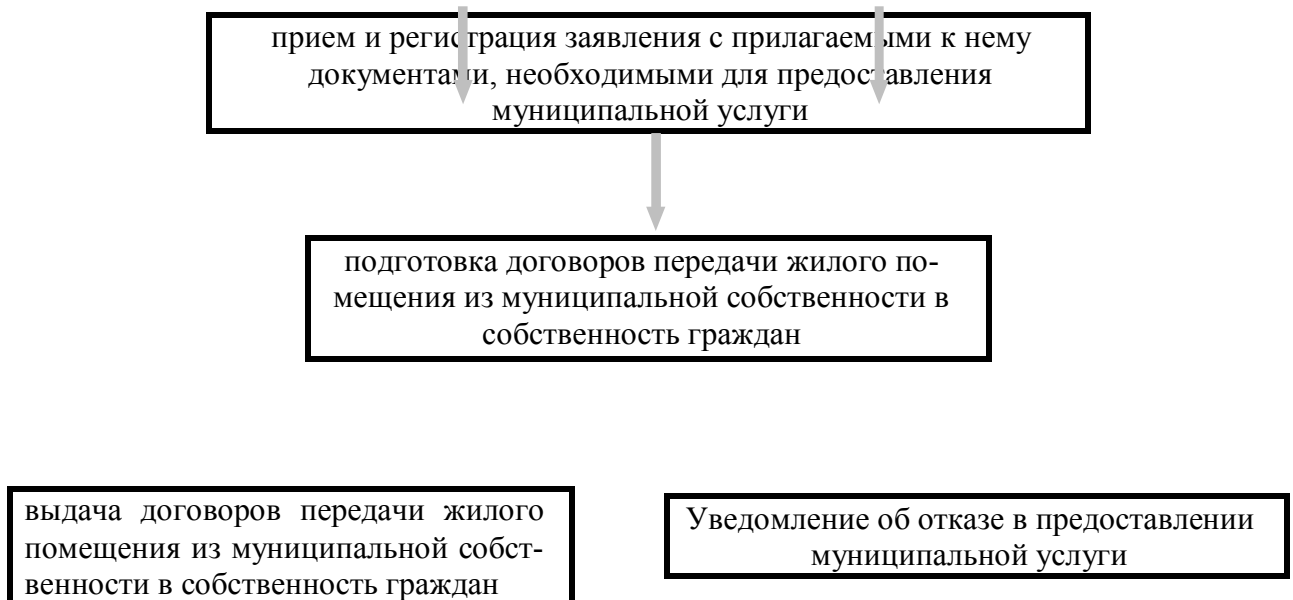 прием и регистрация заявления с прилагаемыми к нему
документами, необходимыми для предоставления
муниципальной услуги
подготовка договоров передачи жилого по-
мещения из муниципальной собственности в
собственность граждан
выдача договоров передачи жилого
помещения из муниципальной собст-
венности в собственность граждан
Уведомление об отказе в предоставлении
муниципальной услуги